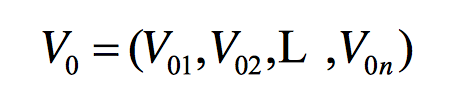 V₀ = (V₀₁,V₀₂,L ,V₀ₙ)